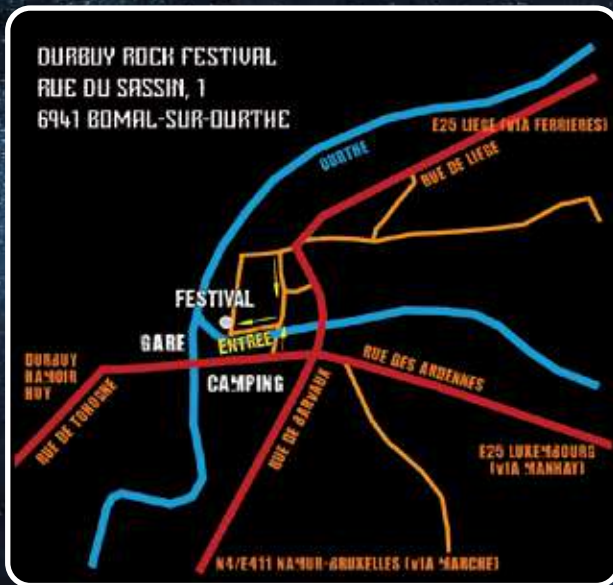 DURBUY ROCK FESTIVAL
RUE DU SASSIN, 1
6941 BOMAL-SUR-OURTHE
E25 LIEGE (VIA FERRIERES)
OURTHE
RUE DE LIEGE
FESTIVAL
GARE
ENTREE
DURBUY
HAMOIR
HUY
CAMPING
RUE DES ARDENNES
RUE DE TOHOGNE
RUE DE BARVAUX
E25 LUXEMBOURG
(VIA MANHAY)
N4/E411 NAMUR-BRUXELLES (VIA MARCHE)